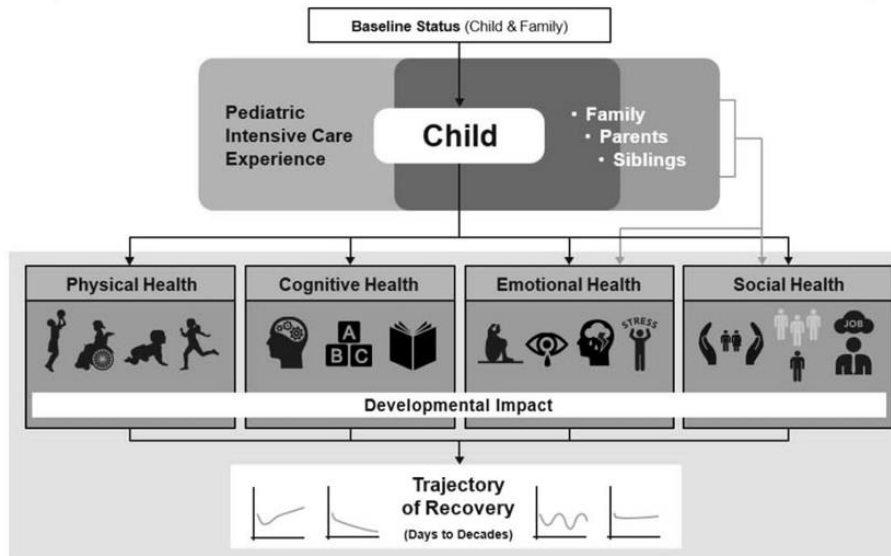 Baseline Status (Child & Family)
Pediatric
Intensive Care
Experience
Child
• Family
• Parents
• Siblings
Physical Health
Cognitive Health
Emotional Health
Social Health
A
B C
STRESS
JOB
Developmental Impact
Trajectory
of Recovery
(Days to Decades)